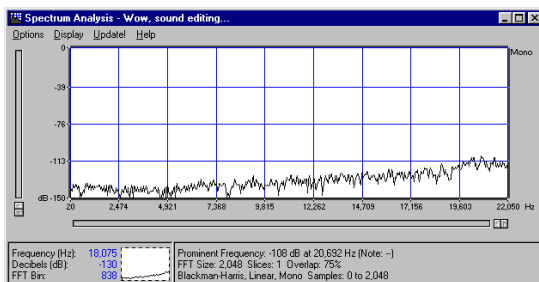 Spectrum Analysis - Wow, sound editing...
Options Display Update! Help
0
Mono
-39
-76
-113
dB -150
20 2,474 4,921 7,368 9,815 12,262 14,709 17,156 19,603 22,050 Hz
Frequency (Hz): 18,075
Decibels (dB): -130
FFT Bin: 838
Prominent Frequency: -108 dB at 20,692 Hz (Note: --)
FFT Size: 2,048 Slices: 1 Overlap: 75%
Blackman-Harris, Linear, Mono Samples: 0 to 2,048